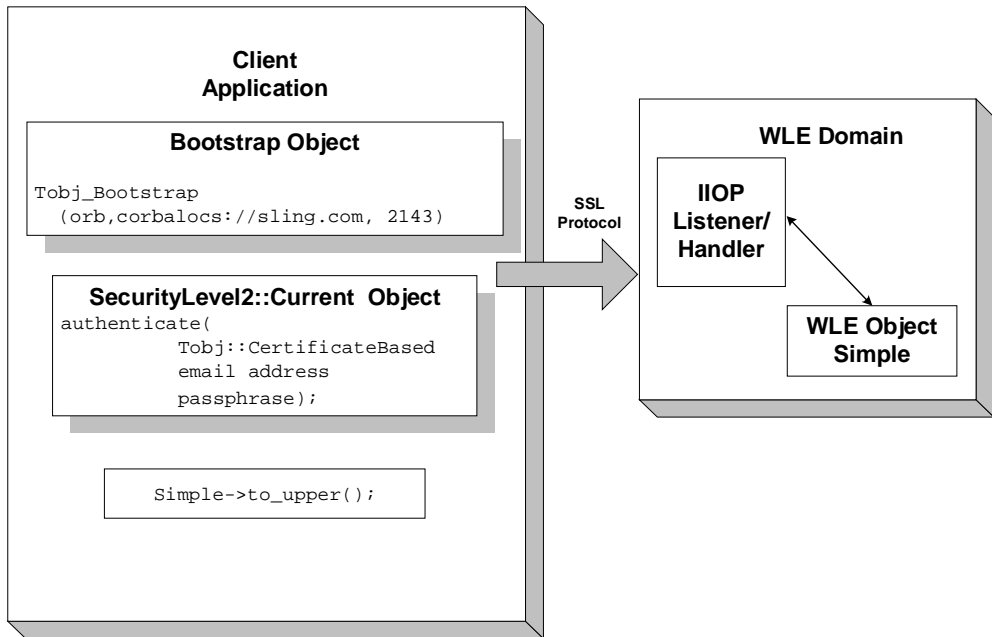 Client
Application
Bootstrap Object
Tobj_Bootstrap
(orb,corbalocs://sling.com, 2143)
SecurityLevel2::Current Object
authenticate(
Tobj::CertificateBased
email address
passphrase);
Simple->to_upper();
SSL
Protocol
WLE Domain
IIOP
Listener/
Handler
WLE Object
Simple